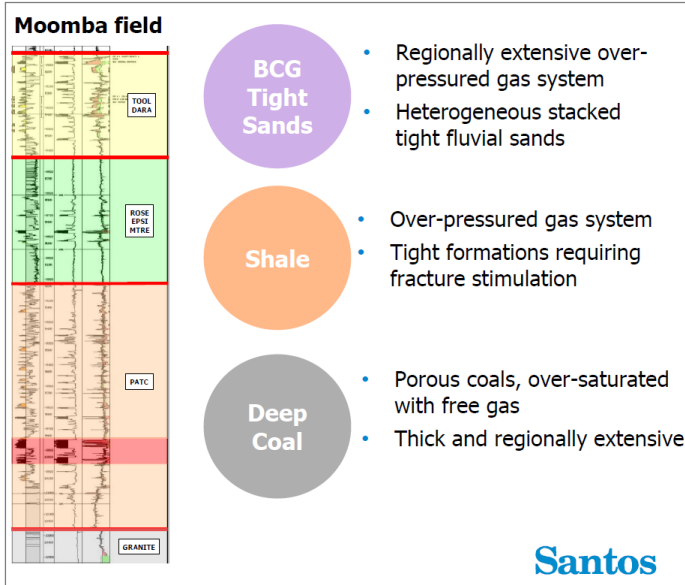 Moomba field
TOOL
DARA
ROSE
EPSI
MTRE
PATC
GRANITE
BCG
Tight
Sands
• Regionally extensive over-
pressured gas system
• Heterogeneous stacked
tight fluvial sands
Shale
• Over-pressured gas system
• Tight formations requiring
fracture stimulation
Deep
Coal
• Porous coals, over-saturated
with free gas
• Thick and regionally extensive
Santos